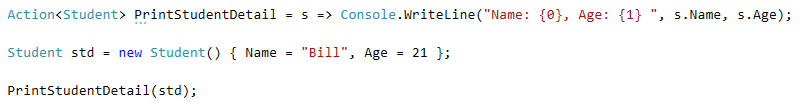 Action<Student> PrintStudentDetail = s => Console.WriteLine("Name: {0}, Age: {1} ", s.Name, s.Age);
Student std = new Student() { Name = "Bill", Age = 21 };
PrintStudentDetail(std);